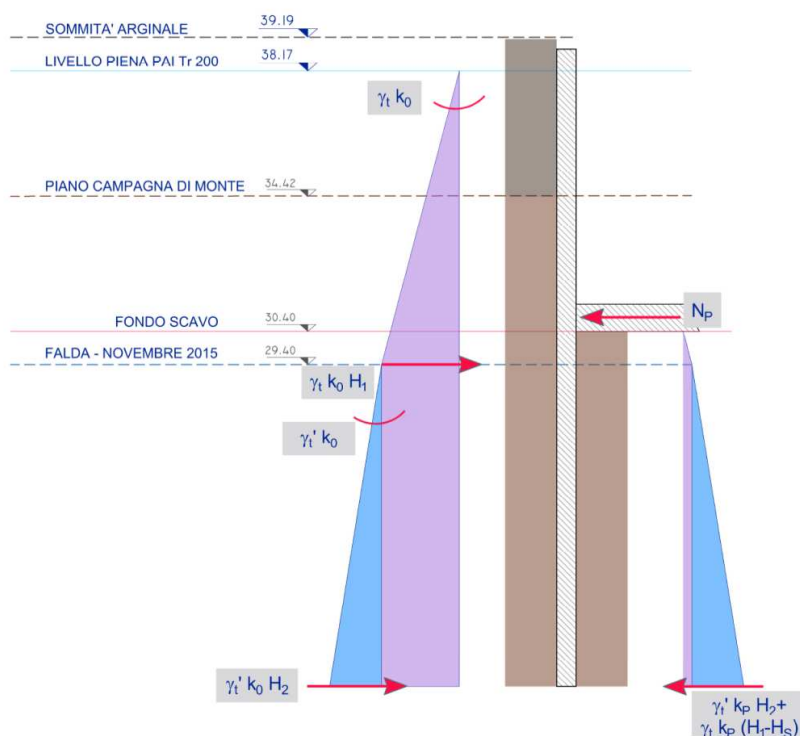 SOMMITA' ARGINALE 39.19
LIVELLO PIENA PAI Tr 200 38.17
γt k0
PIANO CAMPAGNA DI MONTE 34.42
NP
FONDO SCAVO 30.40
FALDA - NOVEMBRE 2015 29.40
γt k0 H1
γt' k0
γt' k0 H2
γt' kP H2+
γt kP (H1-HS)